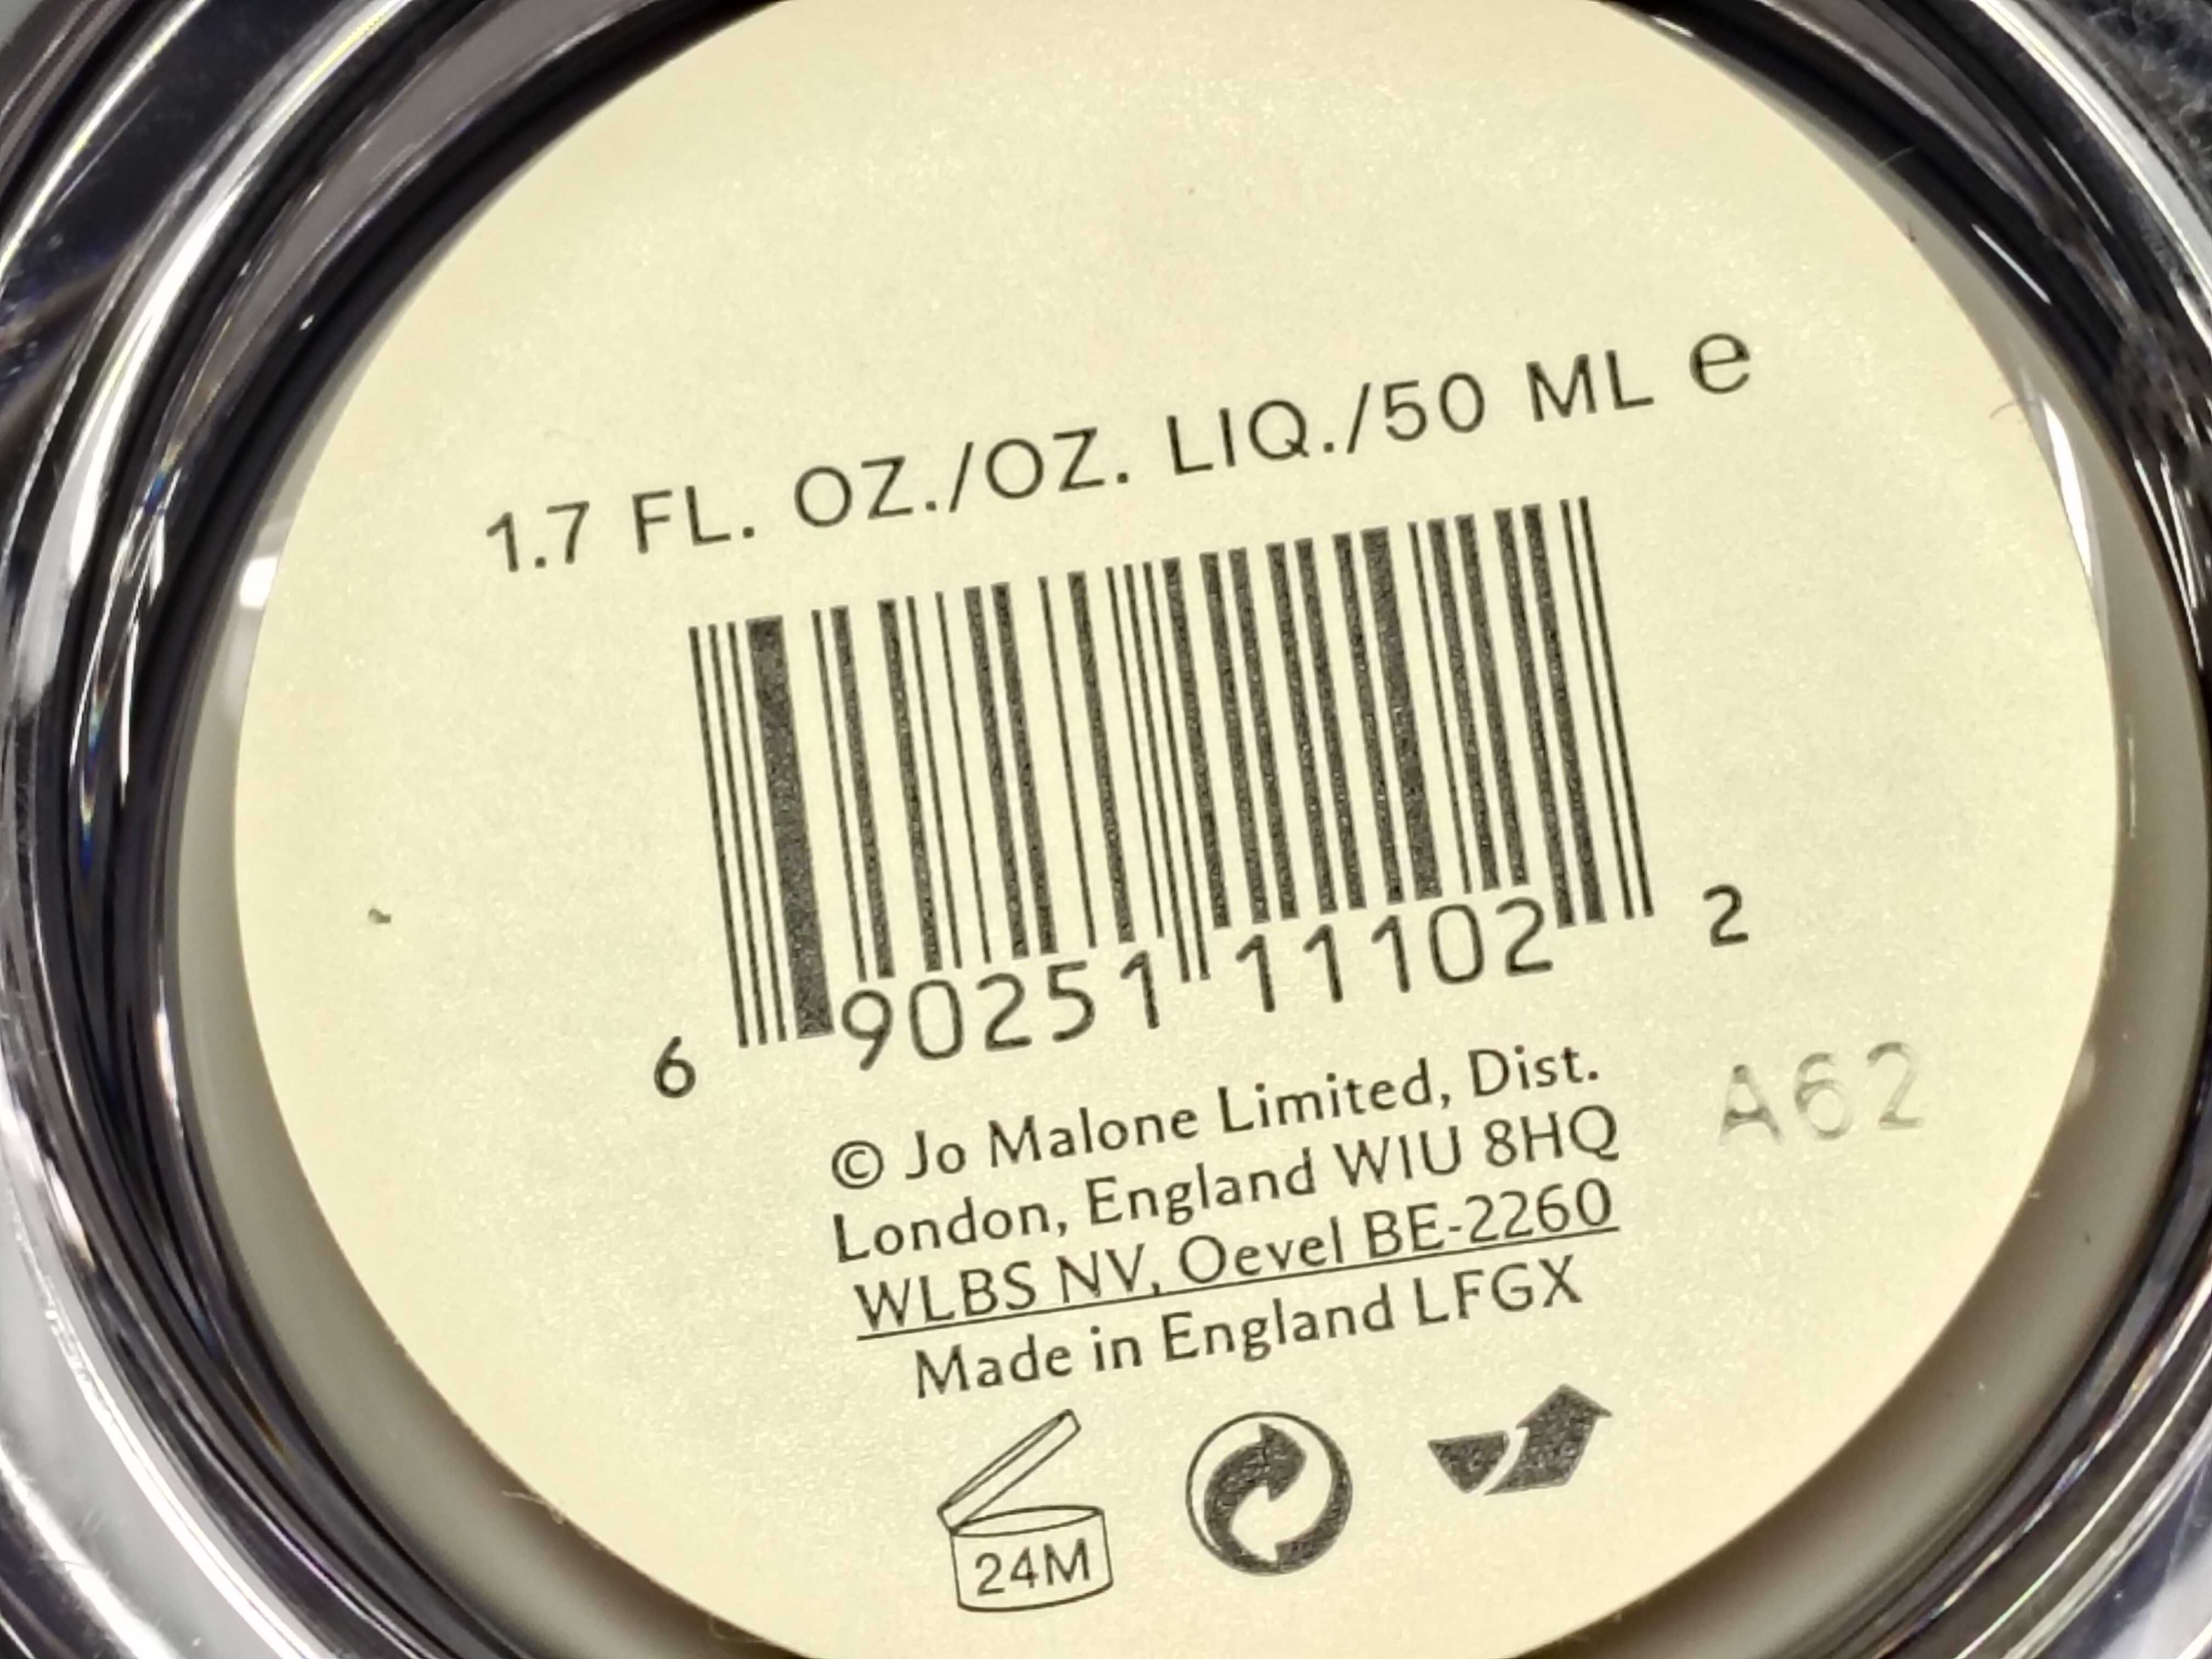 1.7 FL. OZ./OZ. LIQ./50 ML e
6 90251 11102 2
A62
© Jo Malone Limited, Dist.
London, England WIU 8HQ
WLBS NV, Oevel BE-2260
Made in England LFGX
24M